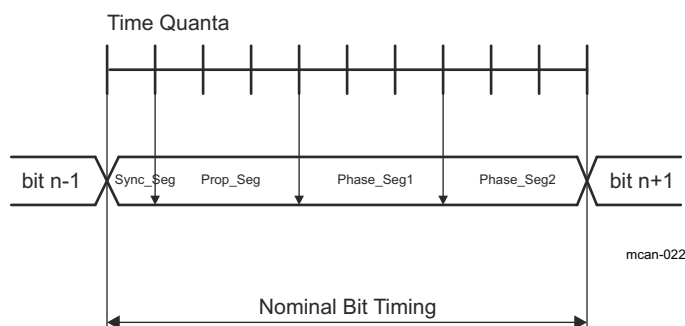 Time Quanta
bit n-1 Sync_Seg Prop_Seg Phase_Seg1 Phase_Seg2 bit n+1
mcan-022
Nominal Bit Timing